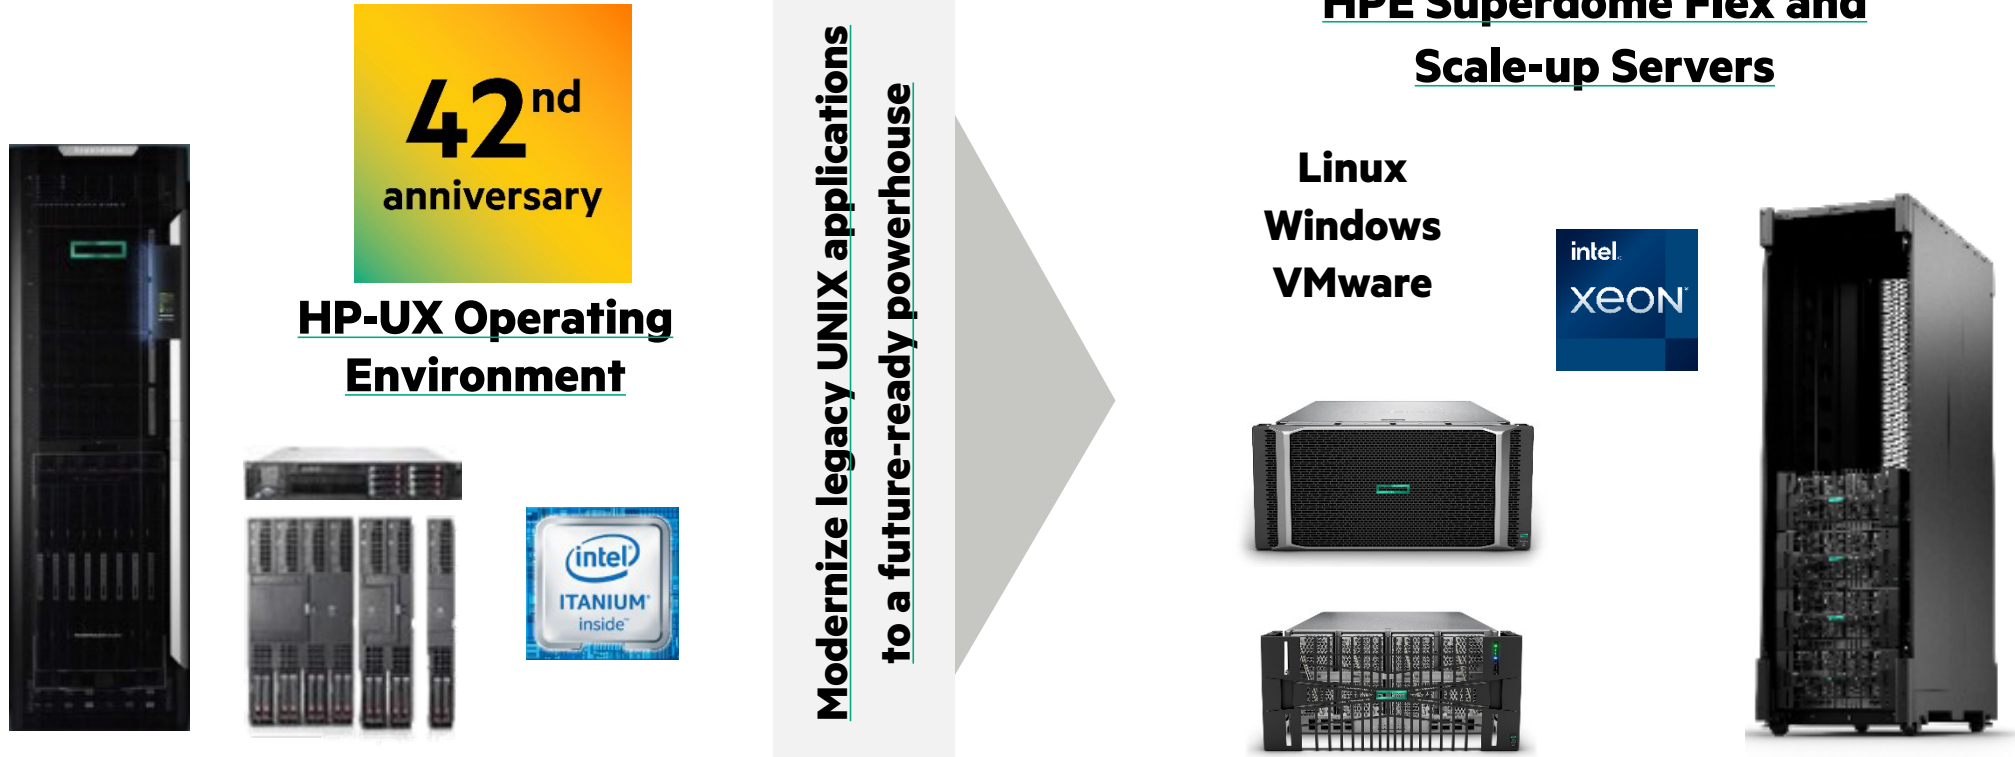 42nd
anniversary
HP-UX Operating
Environment
intel
ITANIUM®
inside™
Modernize legacy UNIX applications
to a future-ready powerhouse
HPE Superdome Flex and
Scale-up Servers
Linux
Windows
VMware
intel.
xeon®